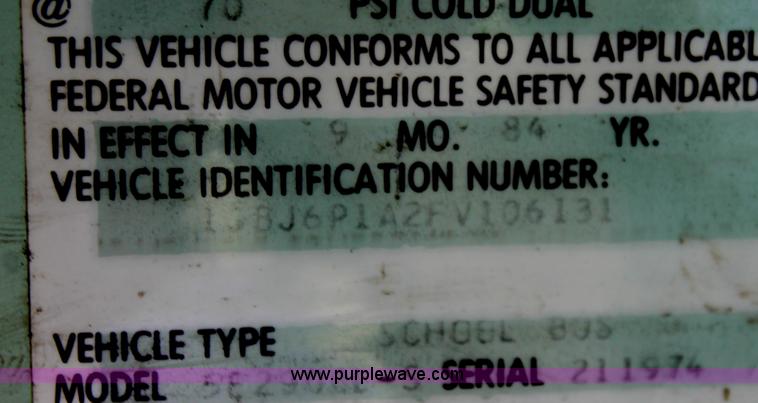 @ 70 PSI COLD DUAL
THIS VEHICLE CONFORMS TO ALL APPLICABL
FEDERAL MOTOR VEHICLE SAFETY STANDARD
IN EFFECT IN 9 MO. 84 YR.
VEHICLE IDENTIFICATION NUMBER:
VEHICLE TYPE SCHOOL BUS
MODEL SERIAL 211974
www.purplewave.com